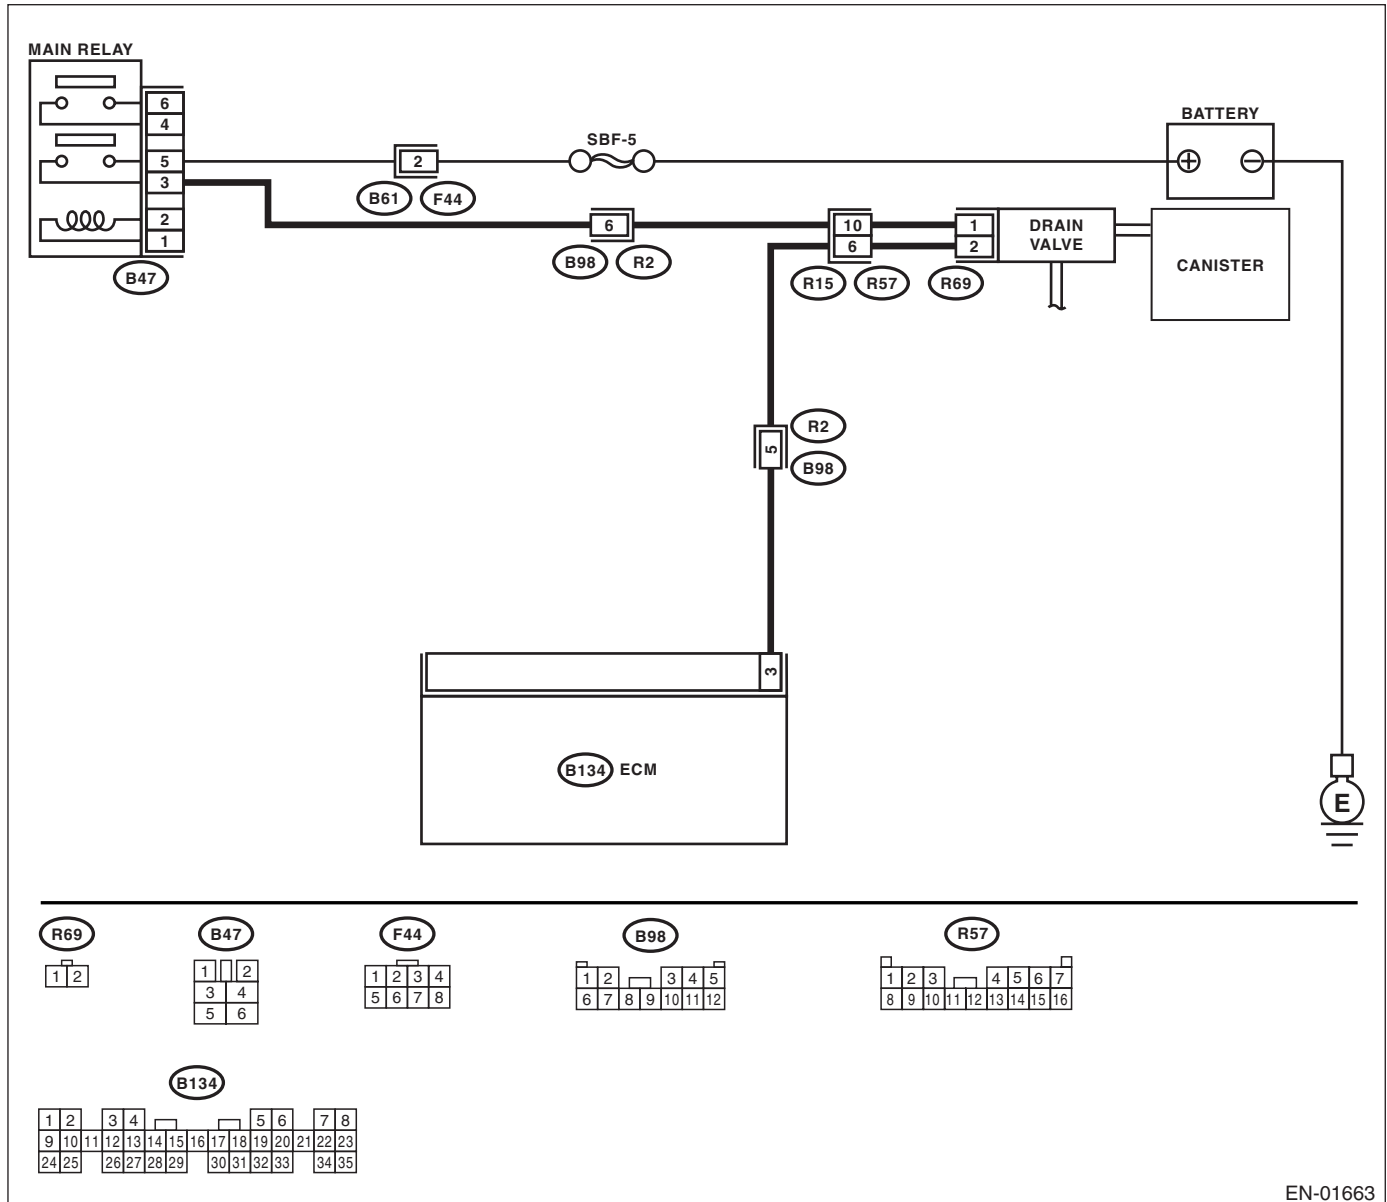 MAIN RELAY
6
4
5
3
2
1
B47
2
B61 F44
SBF-5
BATTERY
6
B98 R2
10
6
R15 R57
1
2
R69
DRAIN
VALVE
CANISTER
5
R2
B98
3
B134 ECM
E
R69
1 2
B47
1 2
3 4
5 6
F44
1 2 3 4
5 6 7 8
B98
1 2 3 4 5
6 7 8 9 10 11 12
R57
1 2 3 4 5 6 7
8 9 10 11 12 13 14 15 16
B134
1 2 3 4 5 6 7 8
9 10 11 12 13 14 15 16 17 18 19 20 21 22 23
24 25 26 27 28 29 30 31 32 33 34 35
EN-01663